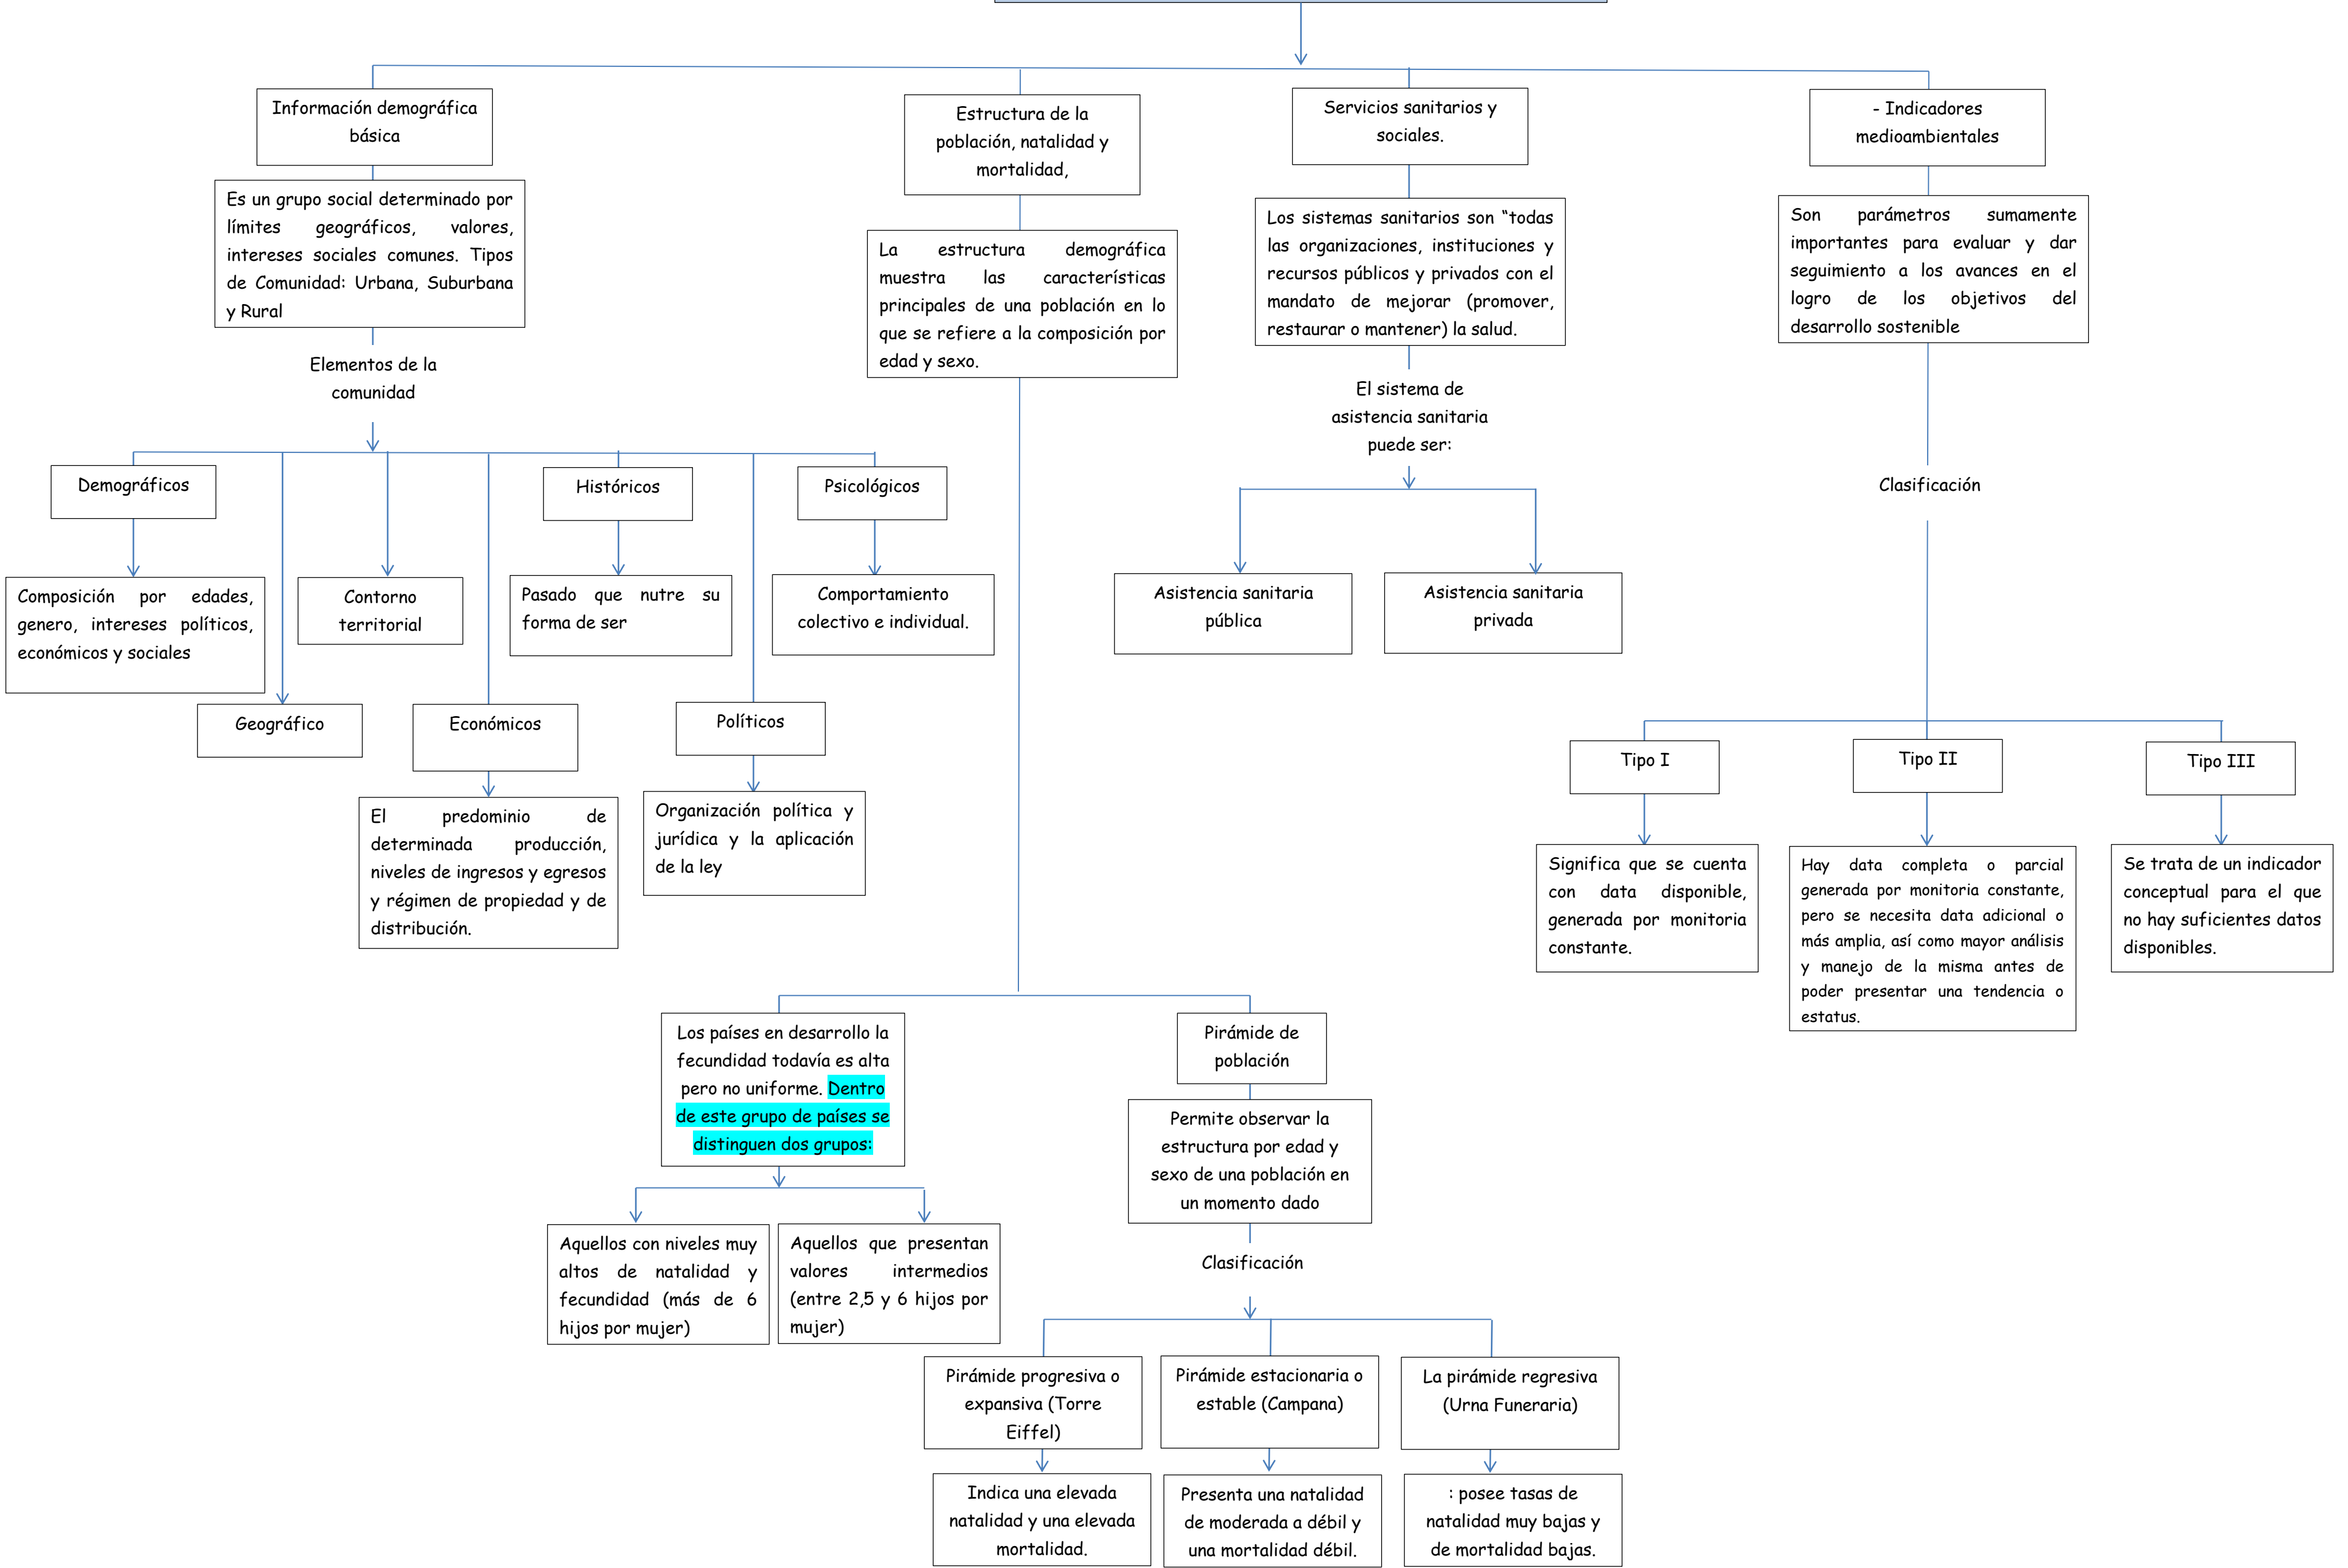 Información demográfica
básica
Es un grupo social determinado por
límites geográficos, valores,
intereses sociales comunes. Tipos
de Comunidad: Urbana, Suburbana
y Rural
Elementos de la
comunidad
Demográficos
Composición por edades,
genero, intereses políticos,
económicos y sociales
Geográfico
Contorno
territorial
Económicos
El predominio de
determinada producción,
niveles de ingresos y egresos
y régimen de propiedad y de
distribución.
Históricos
Pasado que nutre su
forma de ser
Políticos
Organización política y
jurídica y la aplicación
de la ley
Psicológicos
Comportamiento
colectivo e individual.
Estructura de la
población, natalidad y
mortalidad,
La estructura demográfica
muestra las características
principales de una población en lo
que se refiere a la composición por
edad y sexo.
Los países en desarrollo la
fecundidad todavía es alta
pero no uniforme. Dentro
de este grupo de países se
distinguen dos grupos:
Aquellos con niveles muy
altos de natalidad y
fecundidad (más de 6
hijos por mujer)
Aquellos que presentan
valores intermedios
(entre 2,5 y 6 hijos por
mujer)
Pirámide de
población
Permite observar la
estructura por edad y
sexo de una población en
un momento dado
Clasificación
Pirámide progresiva o
expansiva (Torre
Eiffel)
Indica una elevada
natalidad y una elevada
mortalidad.
Pirámide estacionaria o
estable (Campana)
Presenta una natalidad
de moderada a débil y
una mortalidad débil.
La pirámide regresiva
(Urna Funeraria)
: posee tasas de
natalidad muy bajas y
de mortalidad bajas.
Servicios sanitarios y
sociales.
Los sistemas sanitarios son “todas
las organizaciones, instituciones y
recursos públicos y privados con el
mandato de mejorar (promover,
restaurar o mantener) la salud.
El sistema de
asistencia sanitaria
puede ser:
Asistencia sanitaria
pública
Asistencia sanitaria
privada
- Indicadores
medioambientales
Son parámetros sumamente
importantes para evaluar y dar
seguimiento a los avances en el
logro de los objetivos del
desarrollo sostenible
Clasificación
Tipo I
Significa que se cuenta
con data disponible,
generada por monitoria
constante.
Tipo II
Hay data completa o parcial
generada por monitoria constante,
pero se necesita data adicional o
más amplia, así como mayor análisis
y manejo de la misma antes de
poder presentar una tendencia o
estatus.
Tipo III
Se trata de un indicador
conceptual para el que
no hay suficientes datos
disponibles.